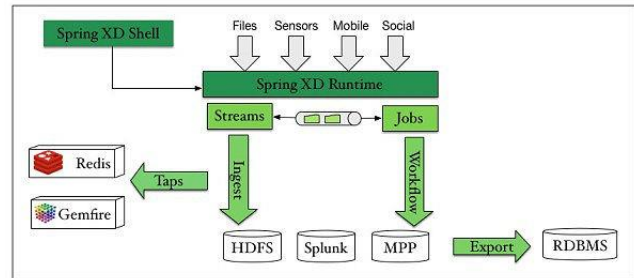 Spring XD Shell
Files
Sensors
Mobile
Social
Spring XD Runtime
Streams
Jobs
Redis
Taps
Ingest
Workflow
Gemfire
HDFS
Splunk
MPP
Export
RDBMS